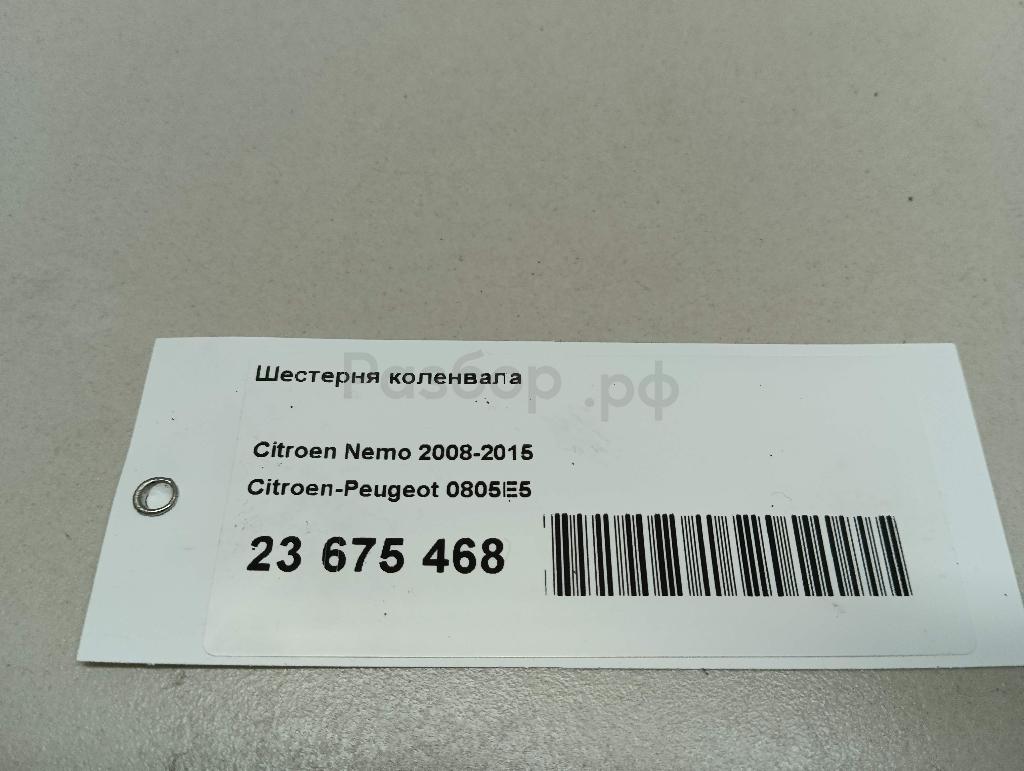 Шестерня коленвала
Разбор.рф
Citroen Nemo 2008-2015
Citroen-Peugeot 0805E5
23 675 468